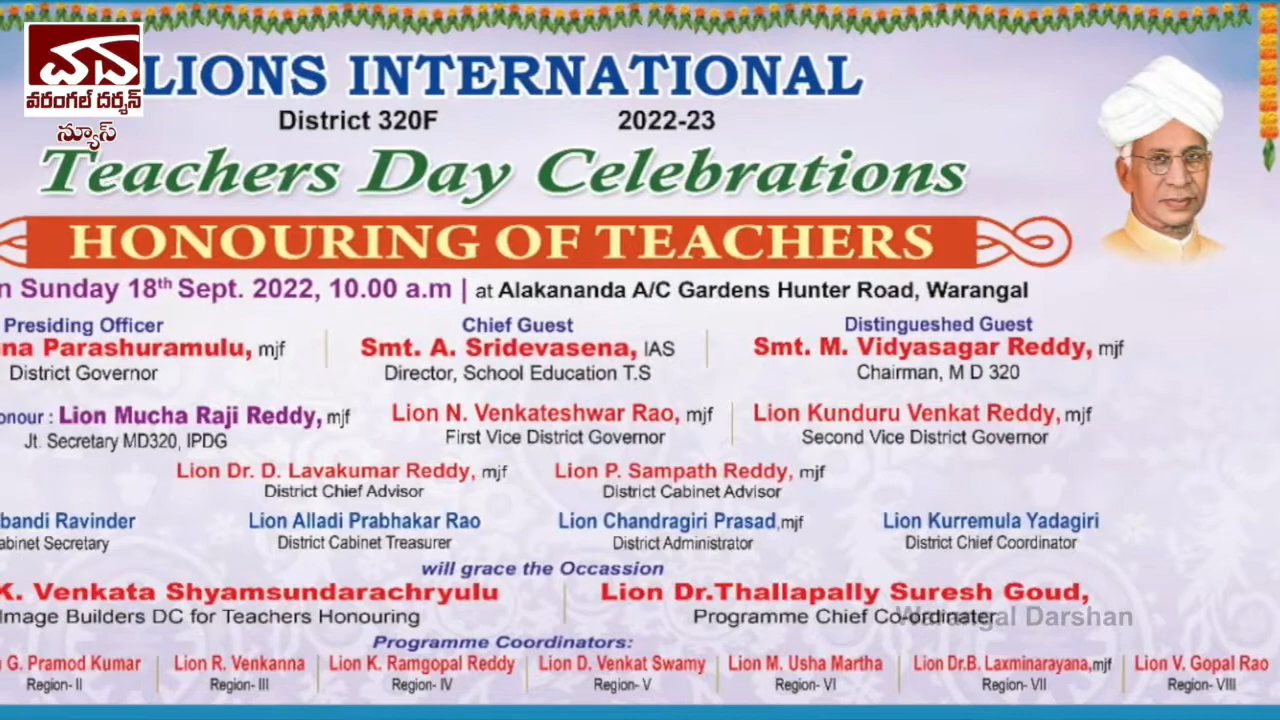 వరంగల్ దర్శన్
న్యూస్
LIONS INTERNATIONAL
District 320F 2022-23
Teachers Day Celebrations
HONOURING OF TEACHERS
Sunday 18th Sept. 2022, 10.00 a.m | at Alakananda A/C Gardens Hunter Road, Warangal
Presiding Officer Chief Guest Distingueshed Guest
Parashuramulu, mjf Smt. A. Sridevasena, IAS Smt. M. Vidyasagar Reddy, mjf
District Governor Director, School Education T.S Chairman, M D 320
: Lion Mucha Raji Reddy, mjf Lion N. Venkateshwar Rao, mjf Lion Kunduru Venkat Reddy, mjf
Jt. Secretary MD320, IPDG First Vice District Governor Second Vice District Governor
Lion Dr. D. Lavakumar Reddy, mjf Lion P. Sampath Reddy, mjf
District Chief Advisor District Cabinet Advisor
bandi Ravinder Lion Alladi Prabhakar Rao Lion Chandragiri Prasad,mjf Lion Kurremula Yadagiri
abinet Secretary District Cabinet Treasurer District Administrator District Chief Coordinator
will grace the Occassion
K. Venkata Shyamsundarachryulu Lion Dr.Thallapally Suresh Goud,
Image Builders DC for Teachers Honouring Programme Chief Co-ordinater
Warangal Darshan
Programme Coordinators:
G. Pramod Kumar Lion R. Venkanna Lion K. Ramgopal Reddy Lion D. Venkat Swamy Lion M. Usha Martha Lion Dr.B. Laxminarayana,mjf Lion V. Gopal Rao
Region- II Region- III Region- IV Region- V Region- VI Region- VII Region- VIII